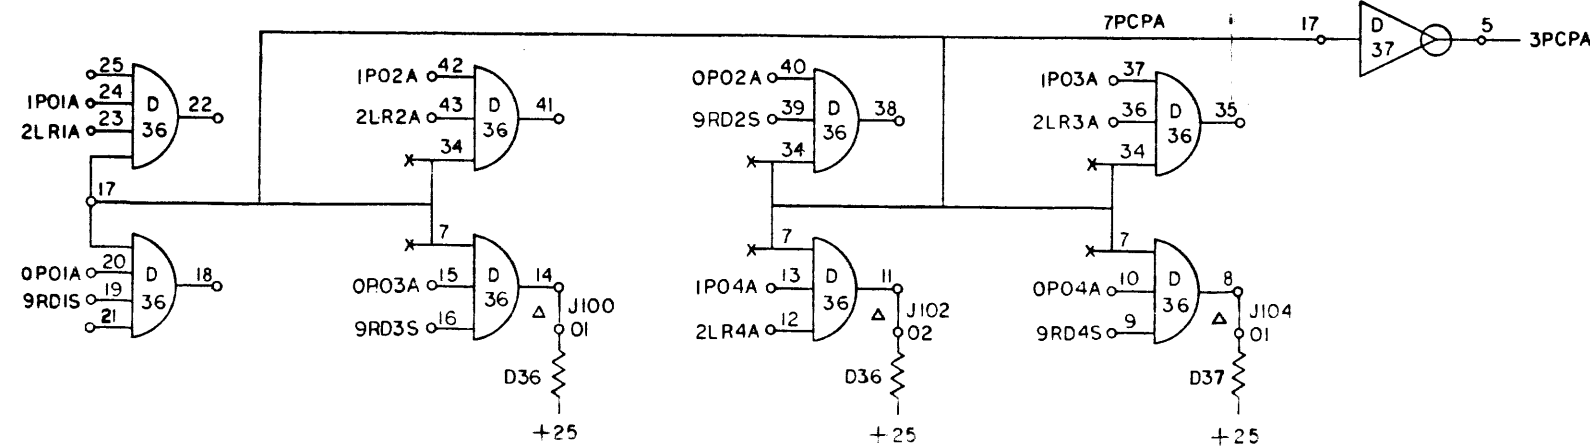 7PCPA 17 D 37 5 3PCPA
25
1P01A 24 D 36 22
2LR1A 23
17
0P01A 20 D 36 18
9RD1S 19
21
1P02A 42
2LR2A 43 D 36 41
X 34
X 7
0P03A 15 D 36 14
9RD3S 16
Δ J100
01
D36
+25
0P02A 40
9RD2S 39 D 36 38
X 34
X 7
1P04A 13 D 36 11
2LR4A 12
Δ J102
02
D36
+25
1P03A 37
2LR3A 36 D 36 35
X 34
X 7
0P04A 10 D 36 8
9RD4S 9
Δ J104
01
D37
+25